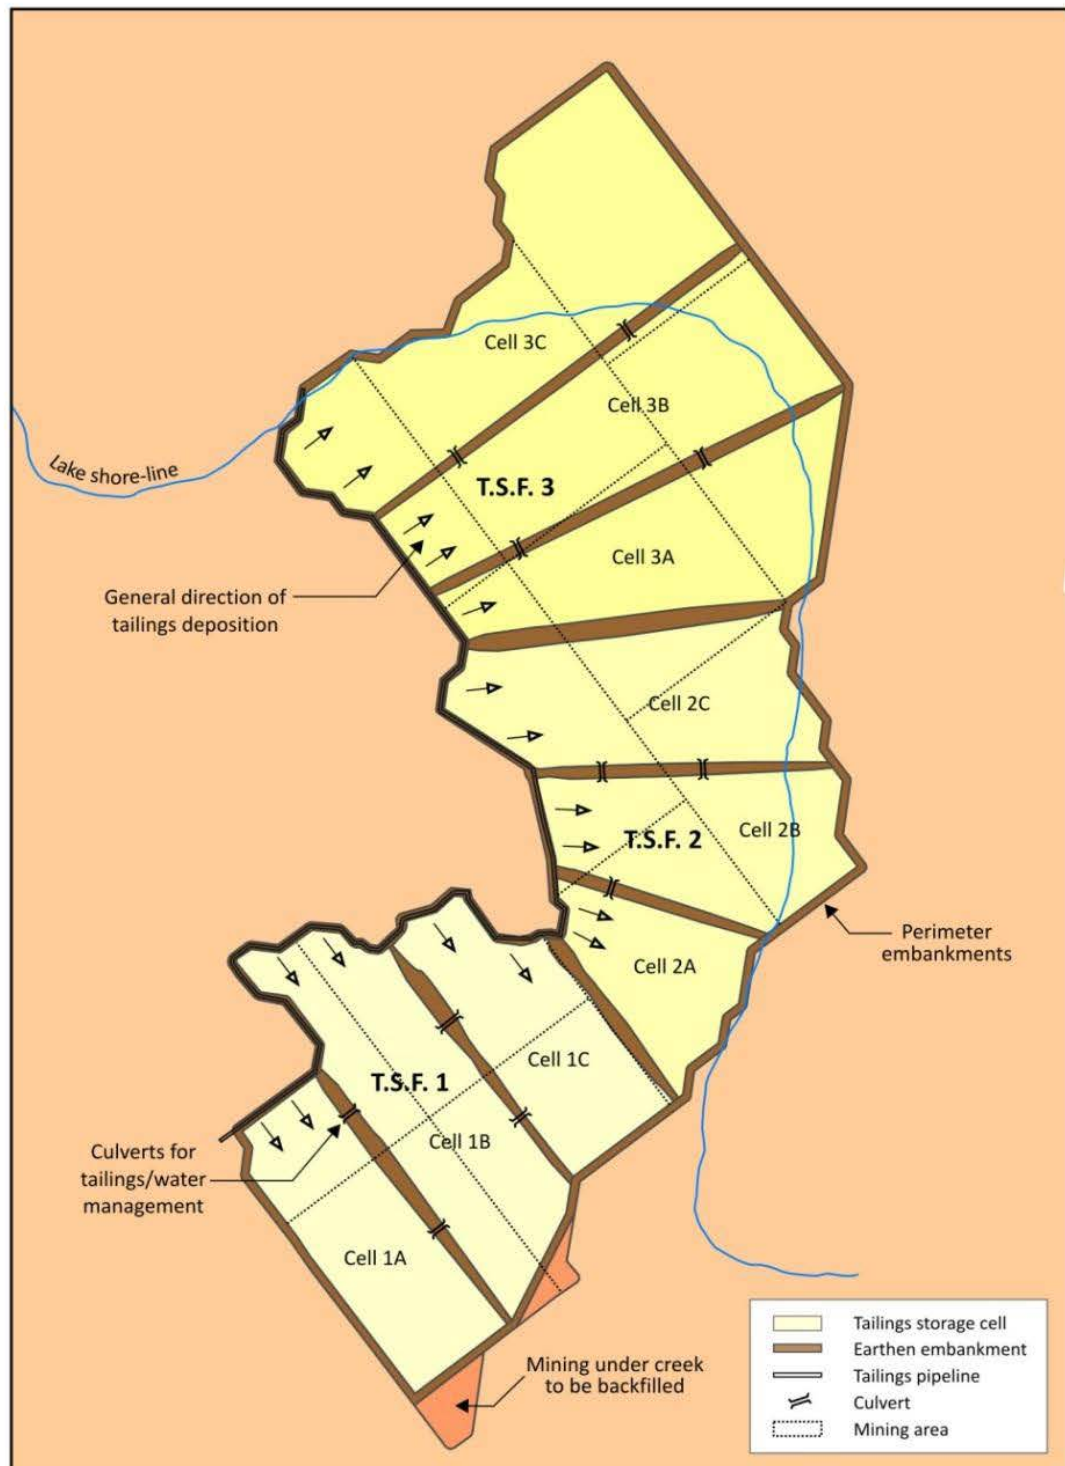 Cell 3C
Cell 3B
Lake shore-line
T.S.F. 3
Cell 3A
General direction of
tailings deposition
Cell 2C
Cell 2B
T.S.F. 2
Perimeter
embankments
Cell 2A
Cell 1C
T.S.F. 1
Cell 1B
Culverts for
tailings/water
management
Cell 1A
Mining under creek
to be backfilled
Tailings storage cell
Earthen embankment
Tailings pipeline
Culvert
Mining area